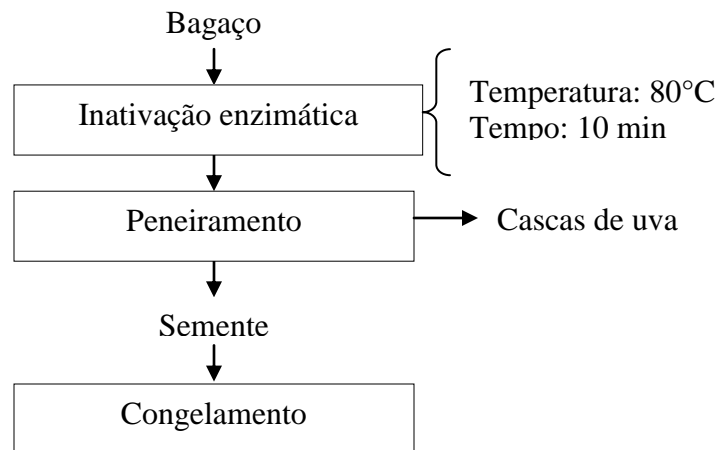 Bagaço
Inativação enzimática
Temperatura: 80°C
Tempo: 10 min
Peneiramento
Cascas de uva
Semente
Congelamento